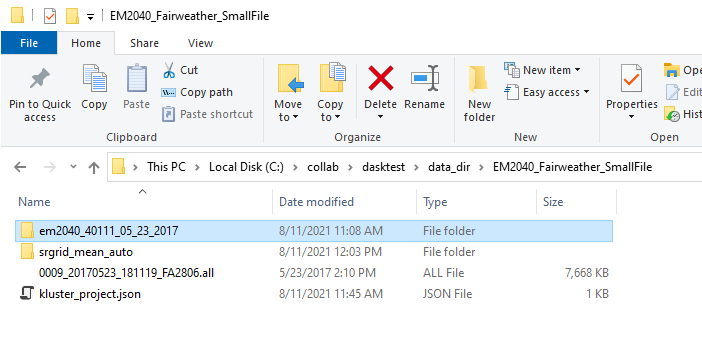 EM2040_Fairweather_SmallFile
File Home Share View
Pin to Quick access
Copy
Paste
Cut
Copy path
Paste shortcut
Clipboard
Move to
Copy to
Delete
Rename
Organize
New folder
New item
Easy access
New
Properties
Open
Edit
Hist
Open
This PC > Local Disk (C:) > collab > dasktest > data_dir > EM2040_Fairweather_SmallFile
Name Date modified Type Size
em2040_40111_05_23_2017 8/11/2021 11:08 AM File folder
srgrid_mean_auto 8/11/2021 12:03 PM File folder
0009_20170523_181119_FA2806.all 5/23/2017 2:10 PM ALL File 7,668 KB
kluster_project.json 8/11/2021 11:45 AM JSON File 1 KB